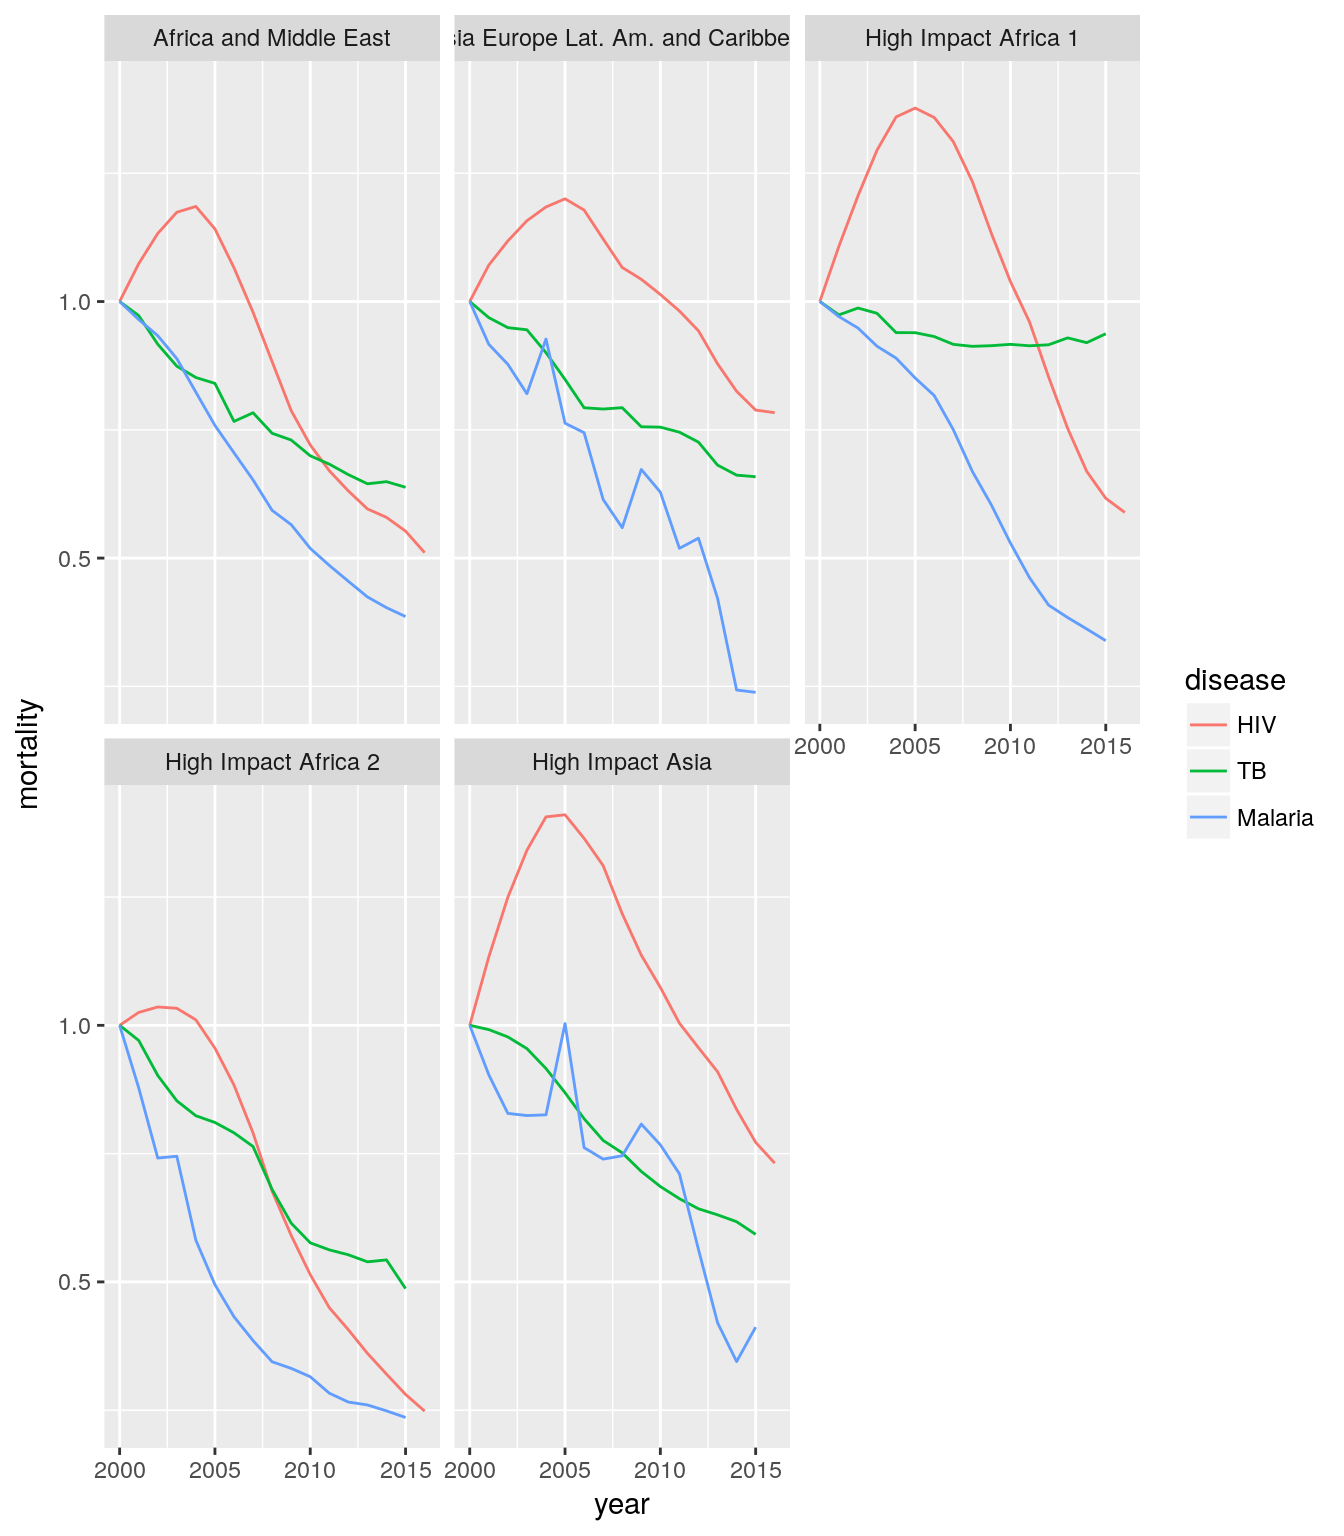 Africa and Middle East
Europe Lat. Am. and
High Impact Africa 1
1.0
0.5
2000 2005 2010 2015
mortality
disease
HIV
TB
Malaria
High Impact Africa 2
High Impact Asia
1.0
0.5
2000 2005 2010 2015
2000 2005 2010 2015
year